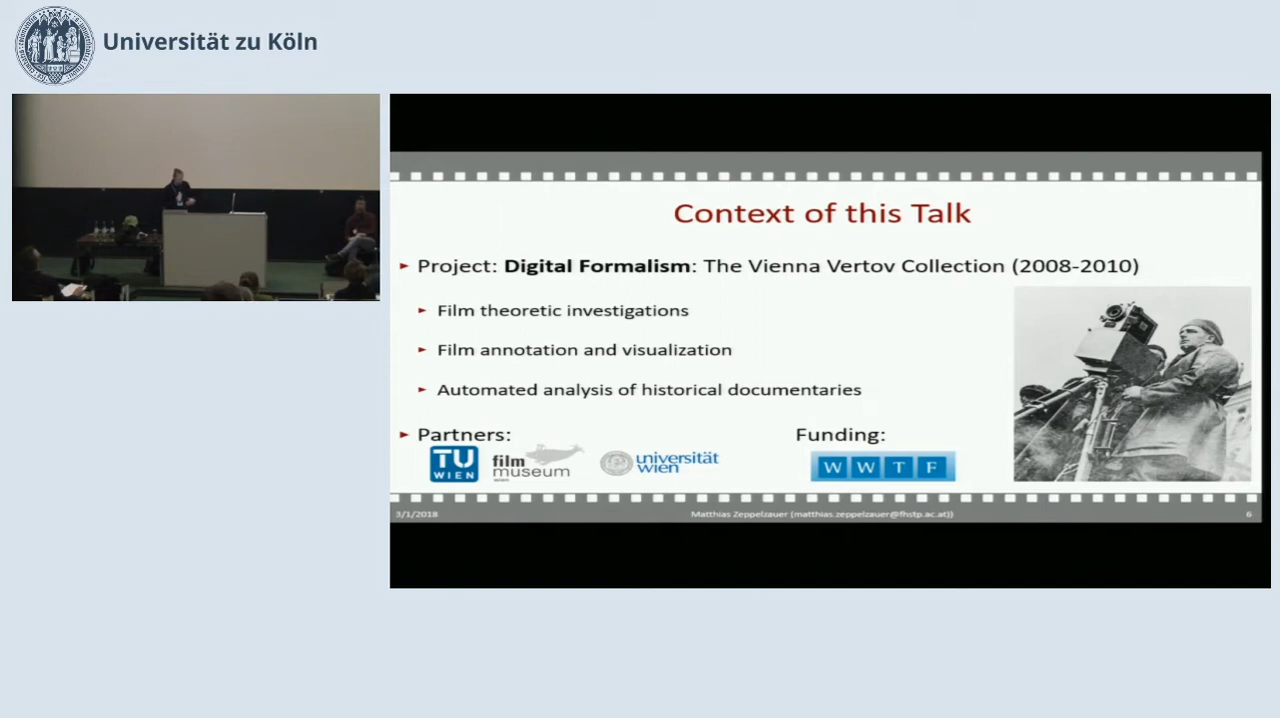 Universität zu Köln
Context of this Talk
Project: Digital Formalism: The Vienna Vertov Collection (2008-2010)
Film theoretic investigations
Film annotation and visualization
Automated analysis of historical documentaries
Partners:
Funding:
TU
WIEN
film
museum
universität
wien
W W T F
3/1/2018
Matthias Zeppelzauer (matthias.zeppelzauer@fhstp.ac.at))
6